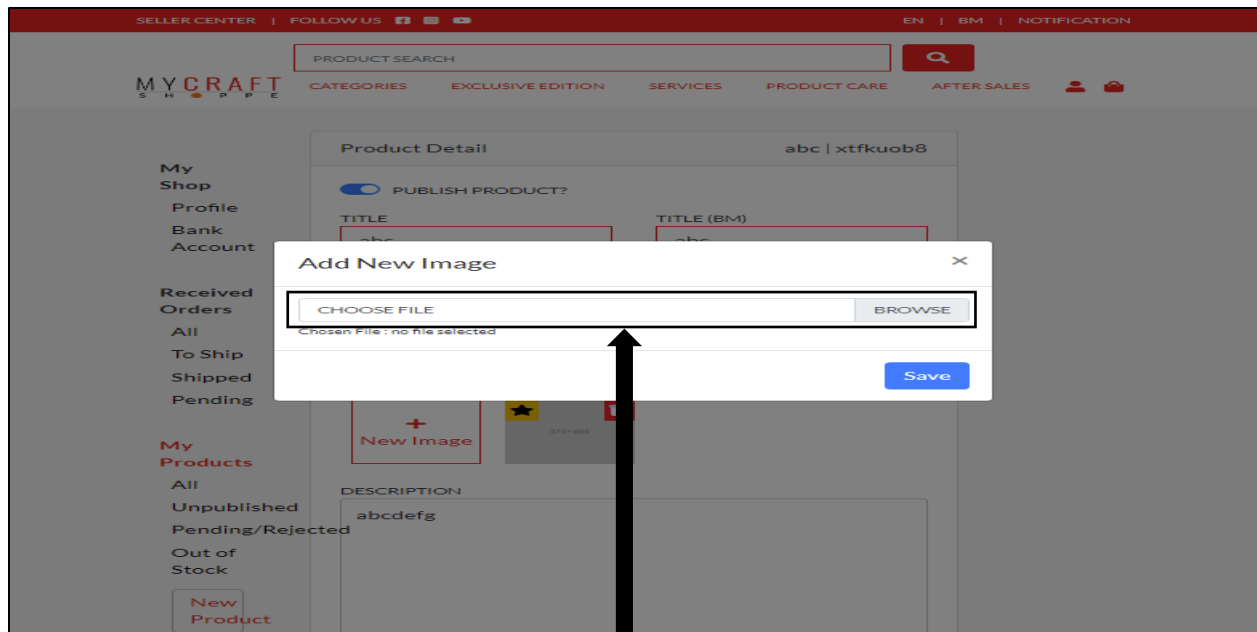 SELLER CENTER | FOLLOW US
EN | BM | NOTIFICATION
PRODUCT SEARCH
MYCRAFT
SHOPPE
CATEGORIES EXCLUSIVE EDITION SERVICES PRODUCT CARE AFTER SALES
My
Shop
Profile
Bank
Account
Received
Orders
All
To Ship
Shipped
Pending
My
Products
All
Unpublished
Pending/Rejected
Out of
Stock
New
Product
Product Detail
abc | xtfkuob8
PUBLISH PRODUCT?
TITLE
TITLE (BM)
abc
abc
Add New Image
×
CHOOSE FILE
BROWSE
Chosen File : no file selected
Save
+
New Image
DESCRIPTION
abcdefg